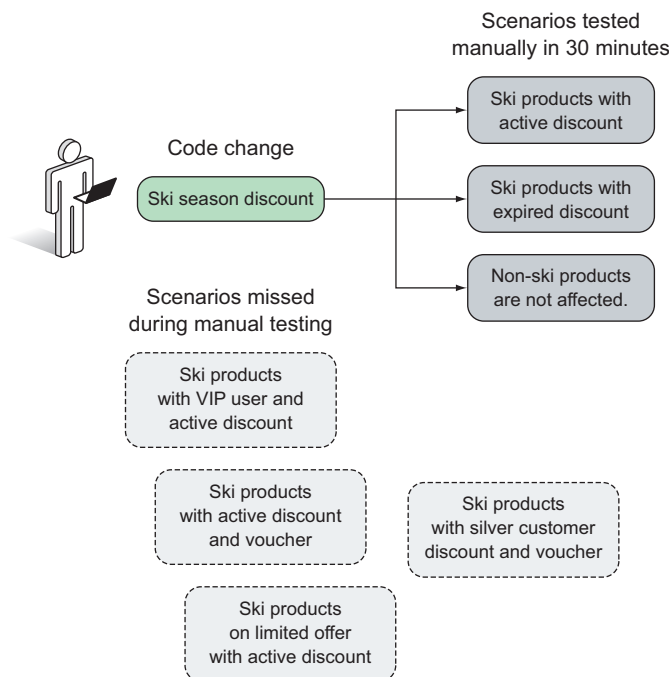 Scenarios tested
manually in 30 minutes
Ski products with
active discount
Code change
Ski season discount
Ski products with
expired discount
Non-ski products
are not affected.
Scenarios missed
during manual testing
Ski products
with VIP user and
active discount
Ski products
with active discount
and voucher
Ski products
with silver customer
discount and voucher
Ski products
on limited offer
with active discount